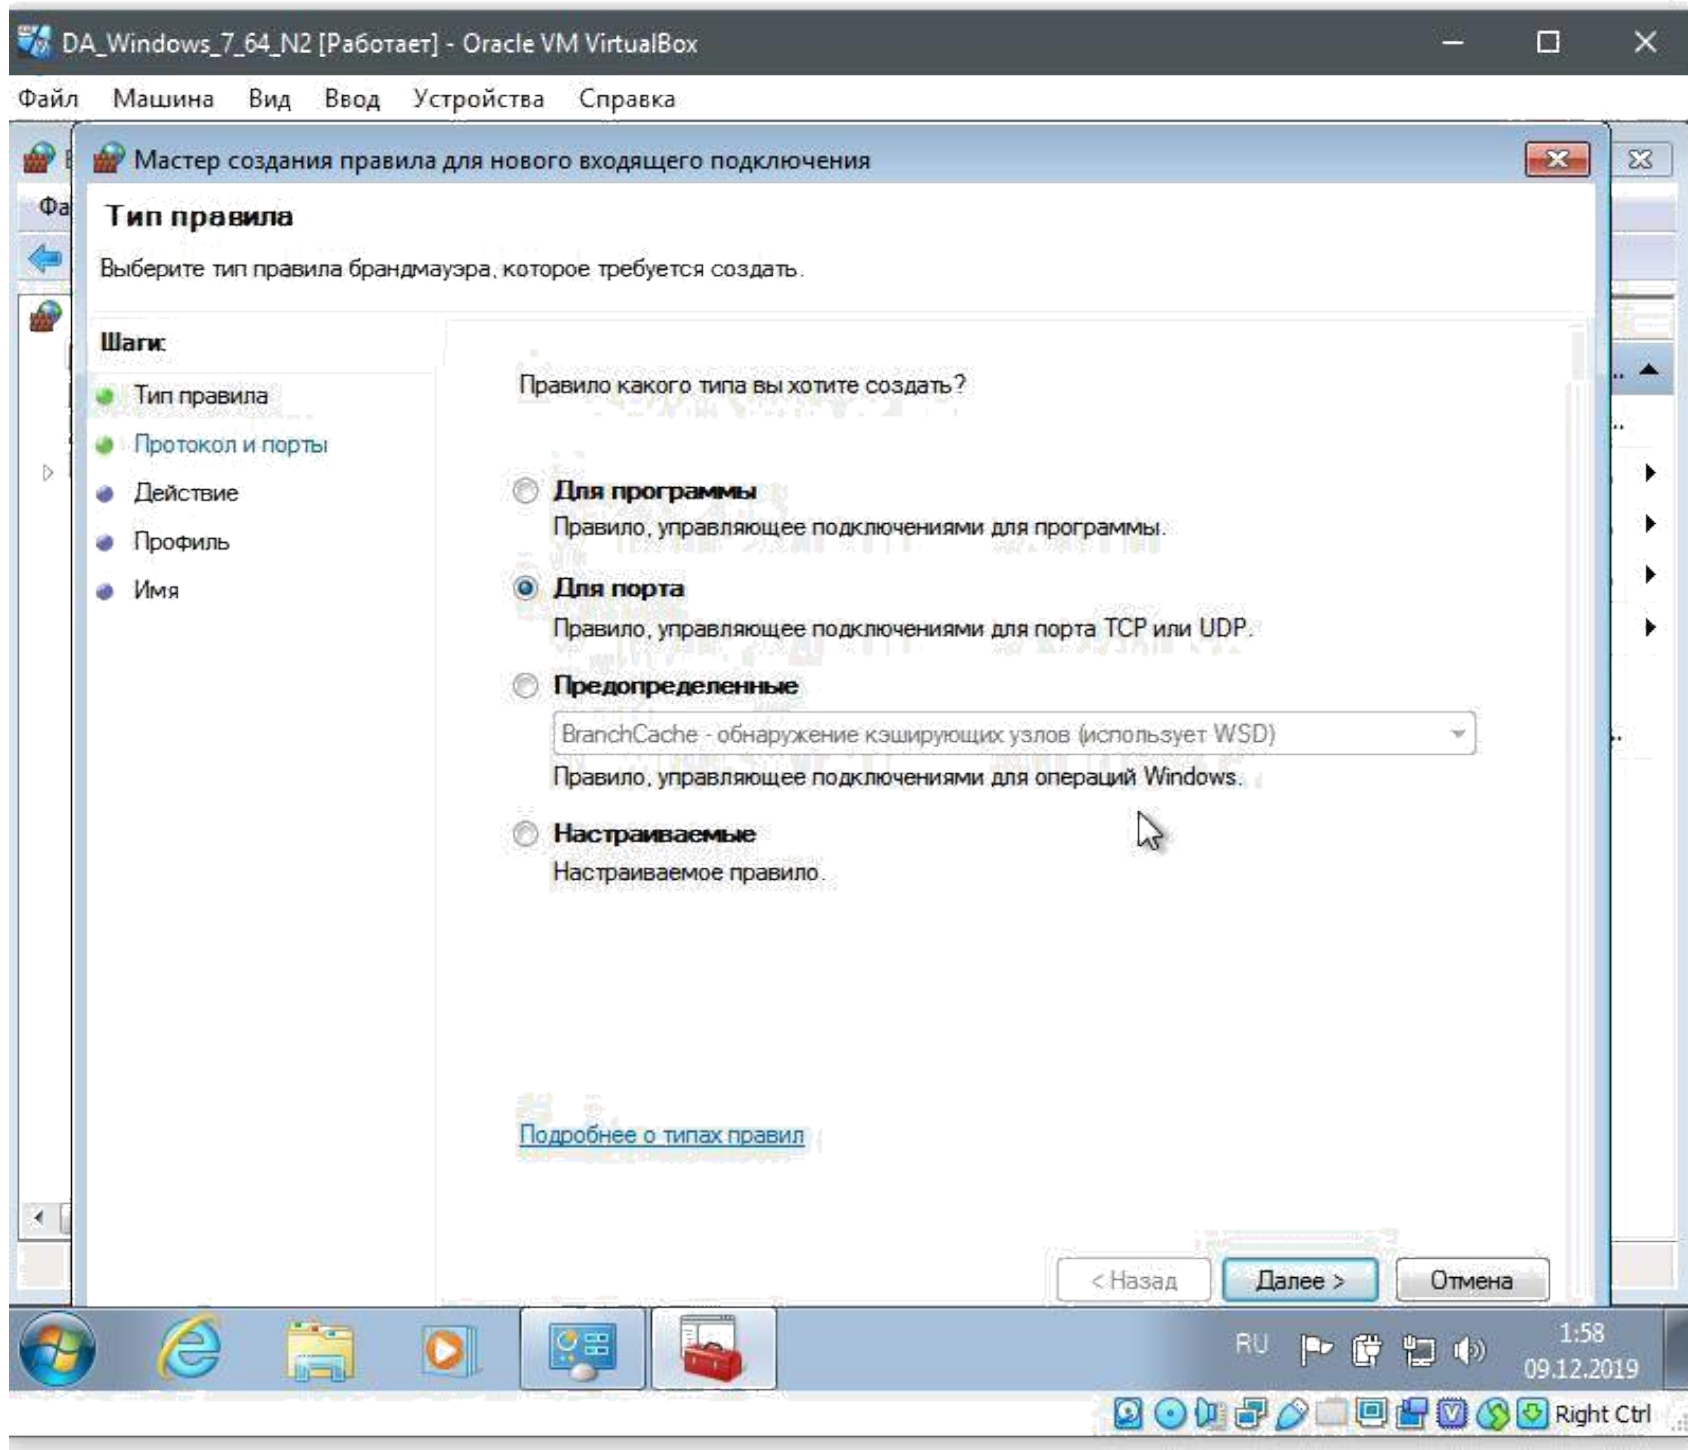 DA_Windows_7_64_N2 [Работает] - Oracle VM VirtualBox
Файл Машина Вид Ввод Устройства Справка
Мастер создания правила для нового входящего подключения
Фа
Тип правила
Выберите тип правила брандмауэра, которое требуется создать.
Шаги:
Тип правила
Протокол и порты
Действие
Профиль
Имя
Правило какого типа вы хотите создать?
Для программы
Правило, управляющее подключениями для программы.
Для порта
Правило, управляющее подключениями для порта TCP или UDP.
Предопределенные
BranchCache - обнаружение кэширующих узлов (использует WSD)
Правило, управляющее подключениями для операций Windows.
Настраиваемые
Настраиваемое правило.
Подробнее о типах правил
< Назад Далее > Отмена
RU 1:58
09.12.2019
Right Ctrl